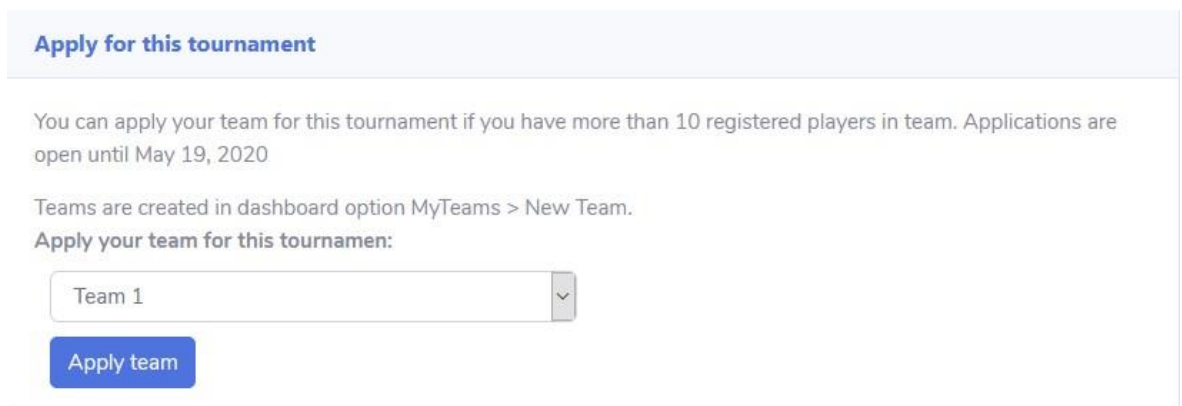 Apply for this tournament
You can apply your team for this tournament if you have more than 10 registered players in team. Applications are
open until May 19, 2020
Teams are created in dashboard option MyTeams > New Team.
Apply your team for this tournamen:
Team 1
Apply team